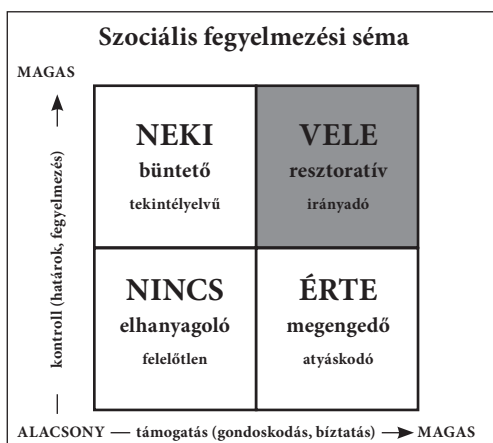 Szociális fegyelmezési séma
MAGAS
kontroll (határok, fegyelmezés)
NEKI
büntető
tekintélyelvű
VELE
resztoratív
irányadó
NINCS
elhanyagoló
felelőtlen
ÉRTE
megengedő
atyáskodó
ALACSONY — támogatás (gondoskodás, bíztatás) → MAGAS